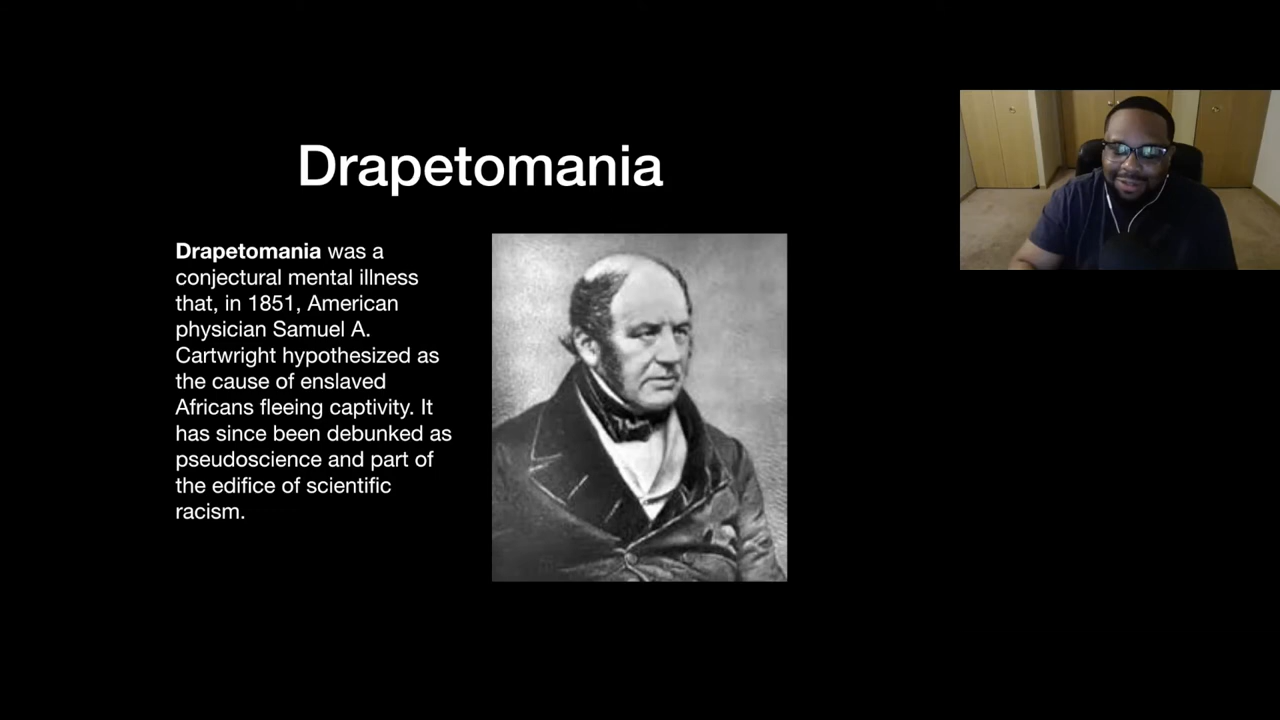 Drapetomania
Drapetomania was a
conjectural mental illness
that, in 1851, American
physician Samuel A.
Cartwright hypothesized as
the cause of enslaved
Africans fleeing captivity. It
has since been debunked as
pseudoscience and part of
the edifice of scientific
racism.